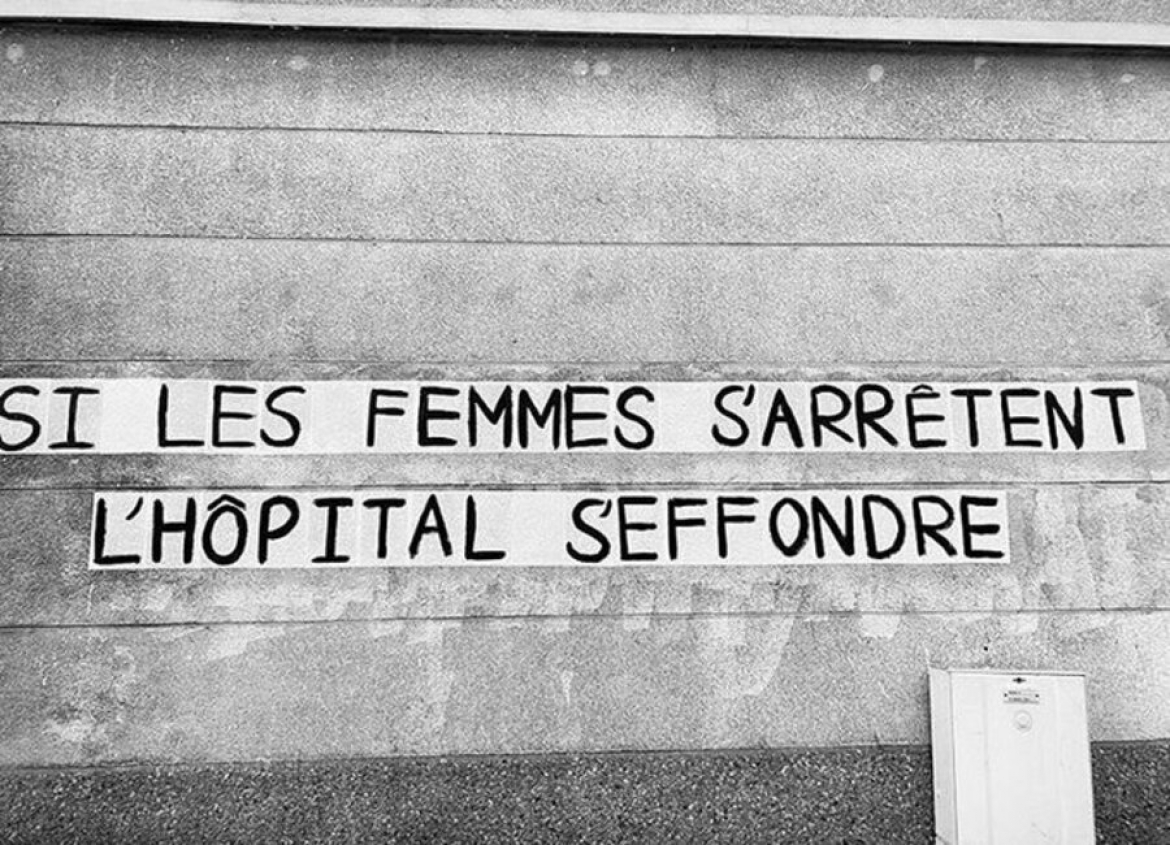 SI LES FEMMES S'ARRÊTENT
L'HÔPITAL S'EFFONDRE